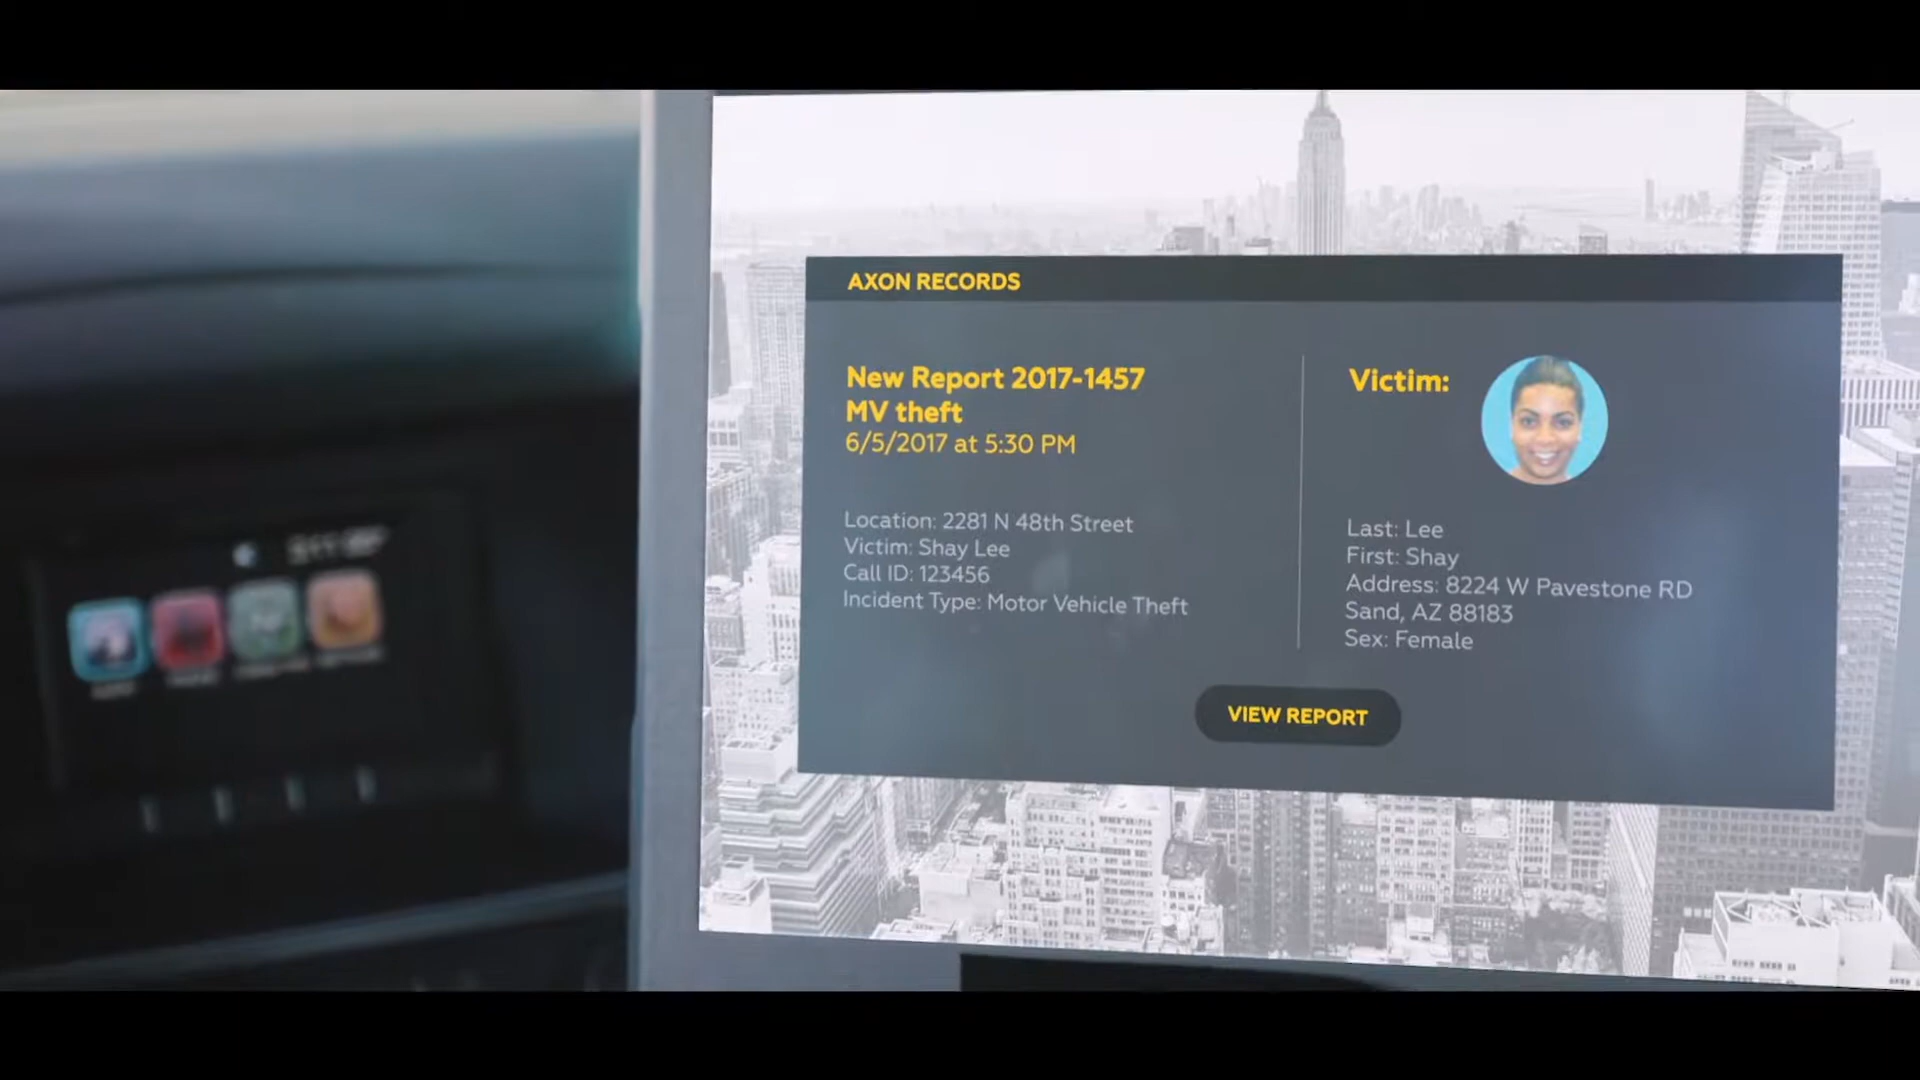 AXON RECORDS
New Report 2017-1457
MV theft
6/5/2017 at 5:30 PM
Location: 2281 N 48th Street
Victim: Shay Lee
Call ID: 123456
Incident Type: Motor Vehicle Theft
Victim:
Last: Lee
First: Shay
Address: 8224 W Pavestone RD
Sand, AZ 88183
Sex: Female
VIEW REPORT